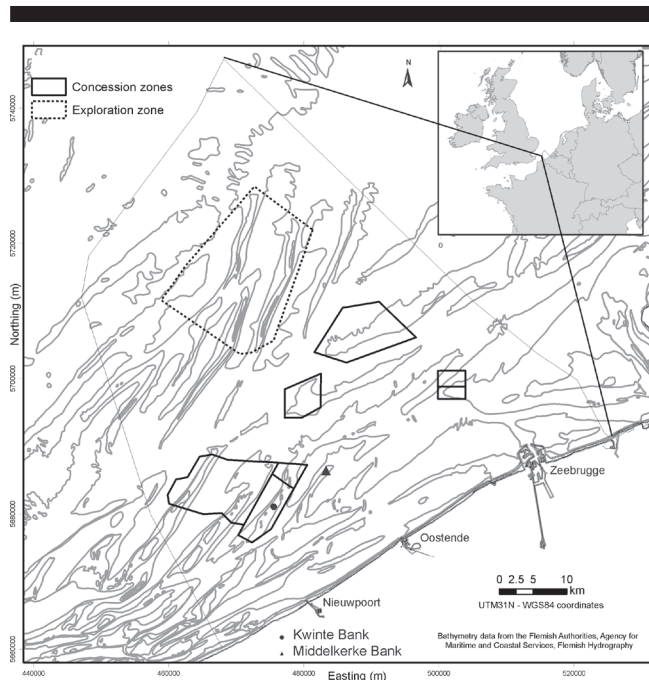 N
Concession zones
Exploration zone
5740000
5720000
Northing (m)
5700000
5680000
5660000
0
Zeebrugge
Oostende
Nieuwpoort
0 2.5 5 10
km
UTM31N - WGS84 coordinates
Kwinte Bank
Middelkerke Bank
Bathymetry data from the Flemish Authorities, Agency for
Maritime and Coastal Services, Flemish Hydrography
440000 460000 480000 500000 520000
Easting (m)